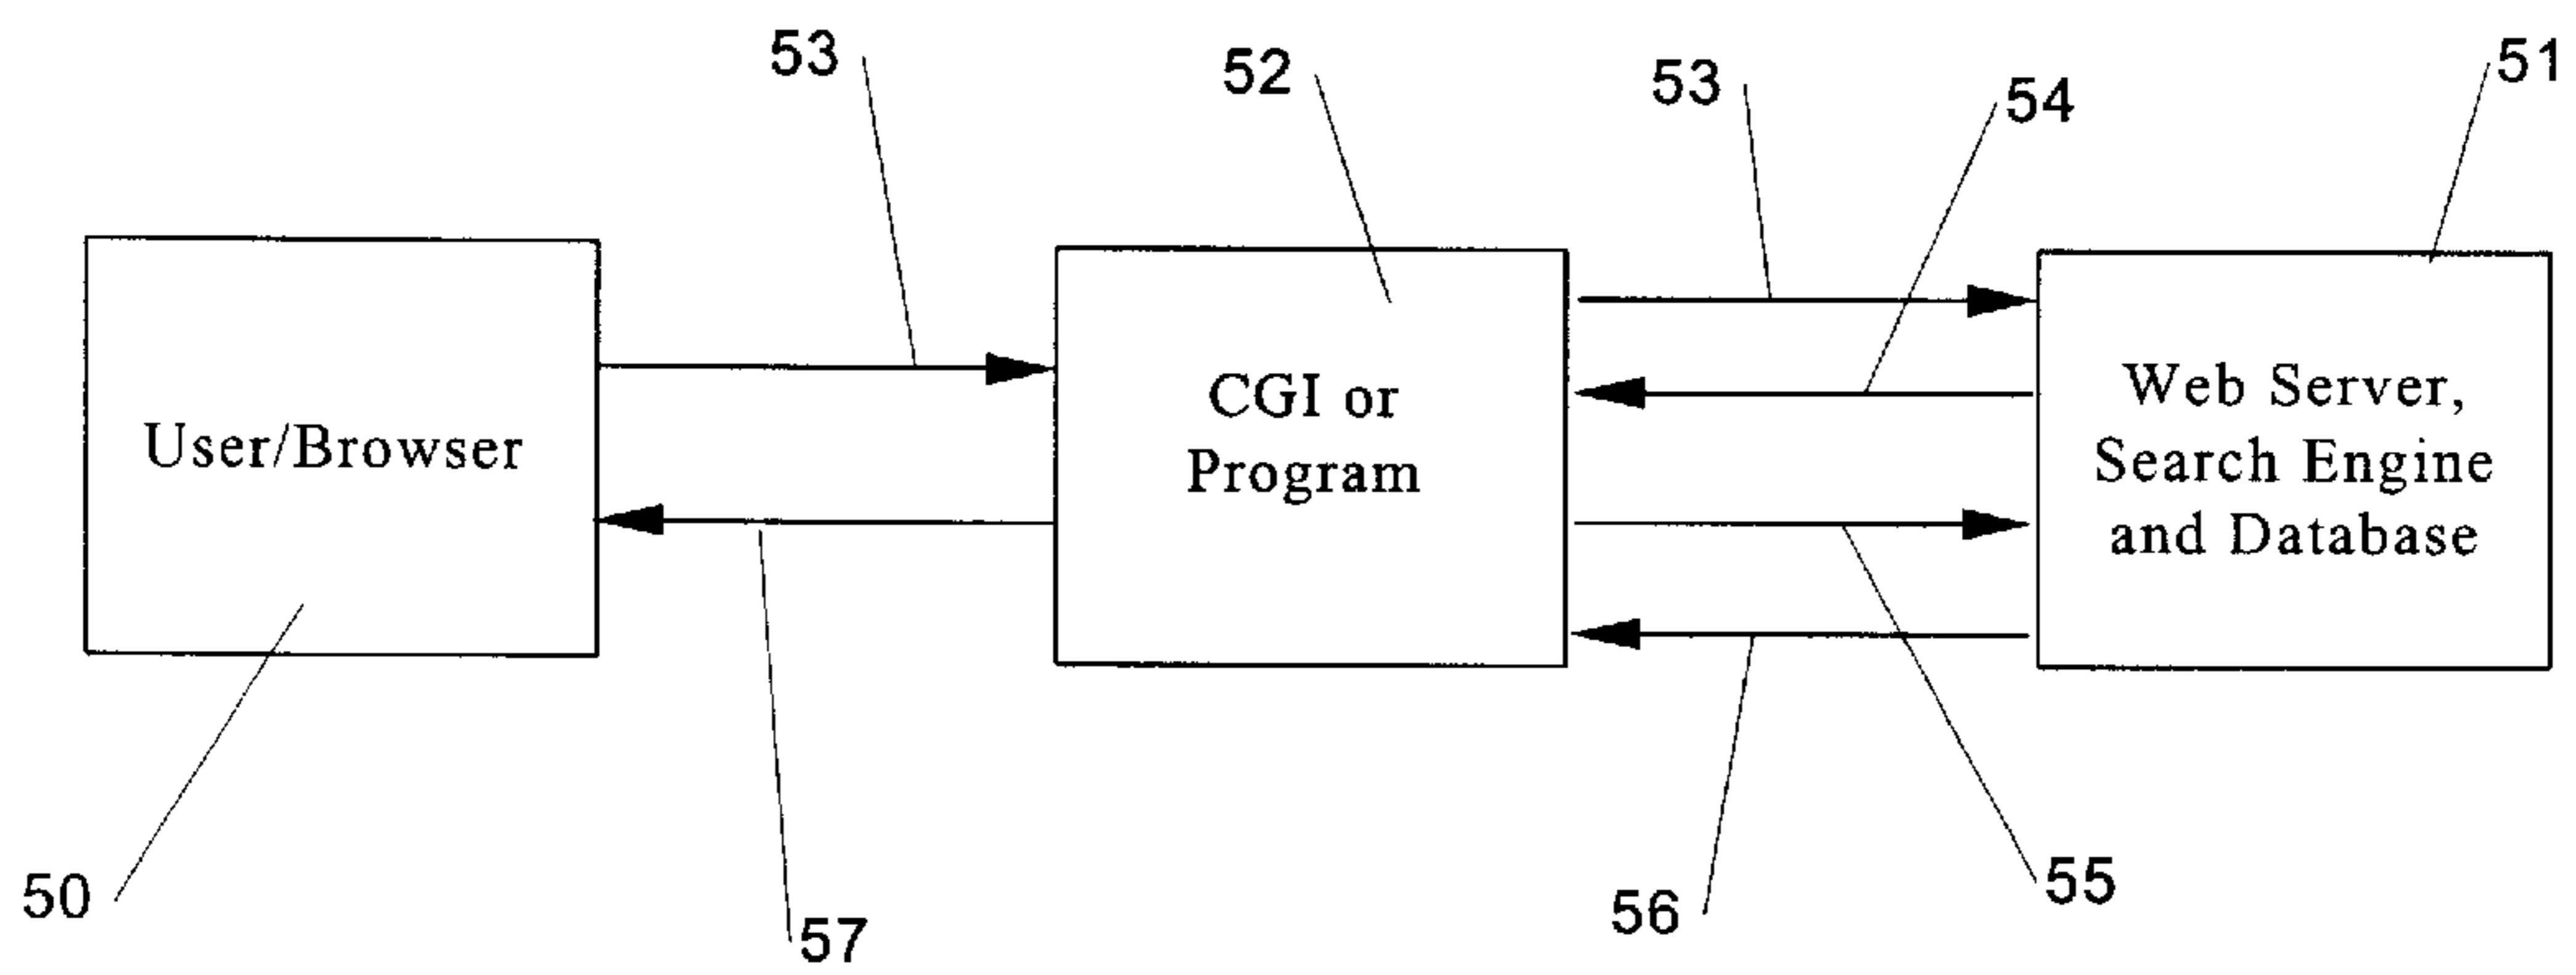 53
52
53
54
51
User/Browser
CGI or
Program
Web Server,
Search Engine
and Database
50
57
56
55